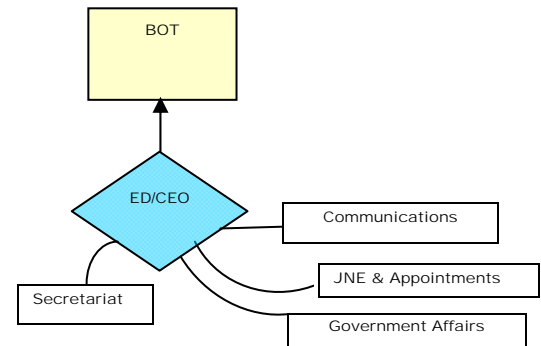 BOT
ED/CEO
Communications
JNE & Appointments
Secretariat
Government Affairs